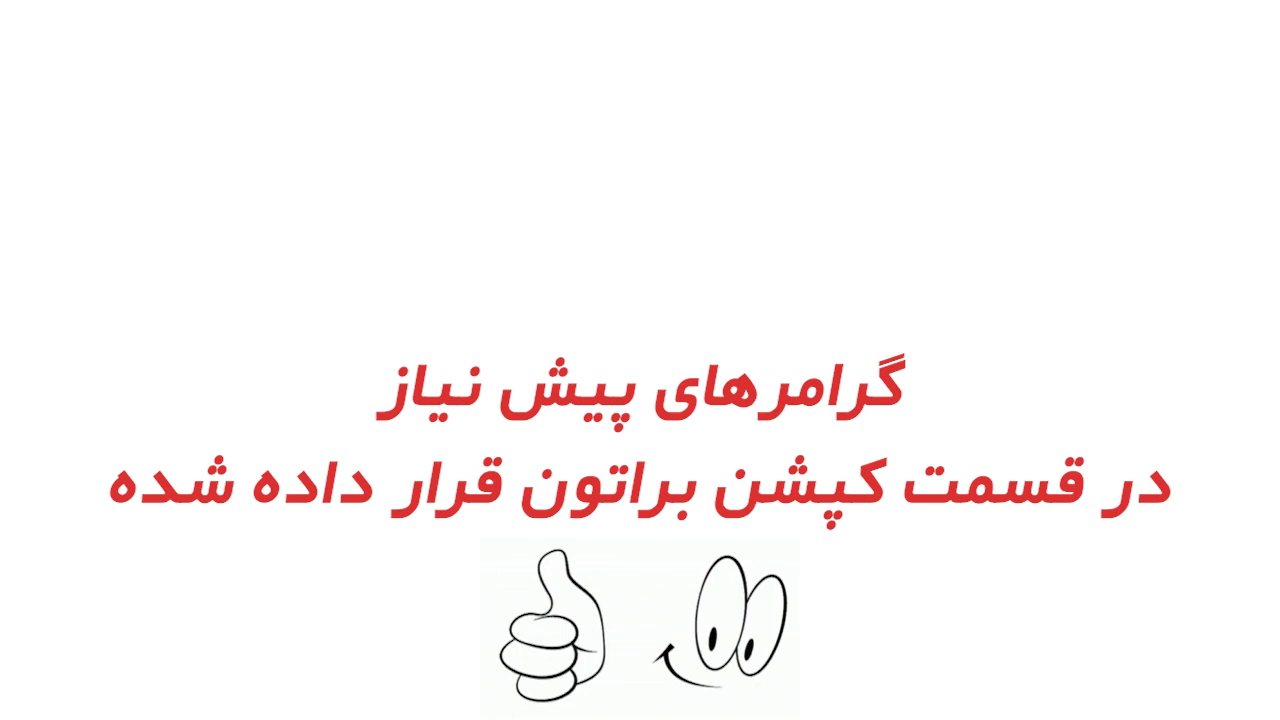 گرامرهای پیش نیاز
در قسمت کپشن براتون قرار داده شده